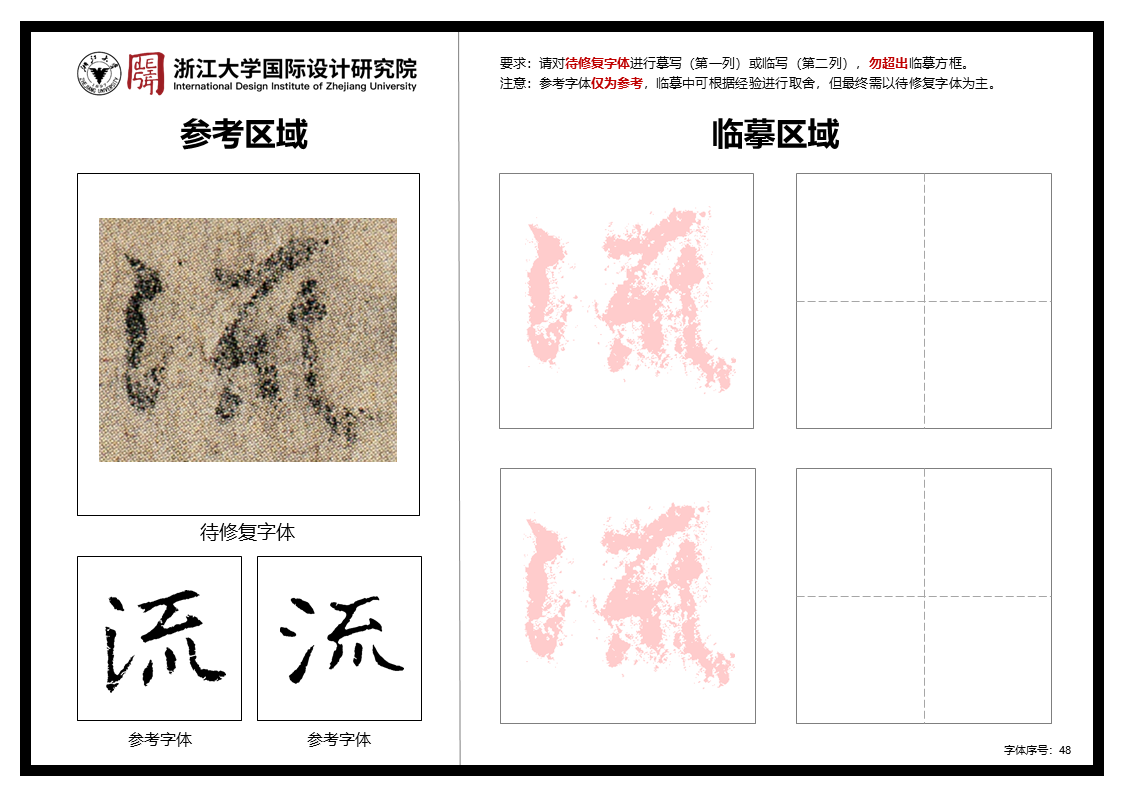 浙江大学国际设计研究院
International Design Institute of Zhejiang University
参考区域
流
待修复字体
流
流
参考字体
参考字体
要求：请对待修复字体进行摹写（第一列）或临写（第二列），勿超出临摹方框。
注意：参考字体仅为参考，临摹中可根据经验进行取舍，但最终需以待修复字体为主。
临摹区域
流
流
字体序号：48